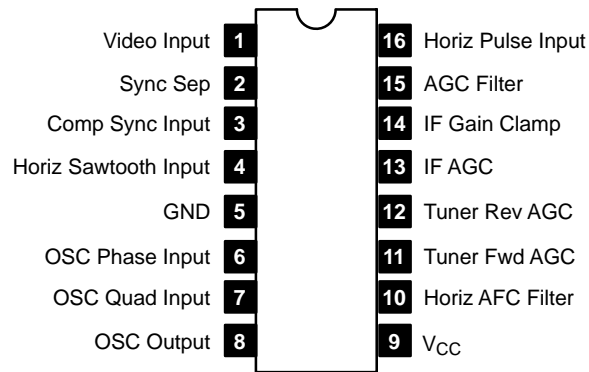 Video Input 1
Sync Sep 2
Comp Sync Input 3
Horiz Sawtooth Input 4
GND 5
OSC Phase Input 6
OSC Quad Input 7
OSC Output 8
16 Horiz Pulse Input
15 AGC Filter
14 IF Gain Clamp
13 IF AGC
12 Tuner Rev AGC
11 Tuner Fwd AGC
10 Horiz AFC Filter
9 VCC